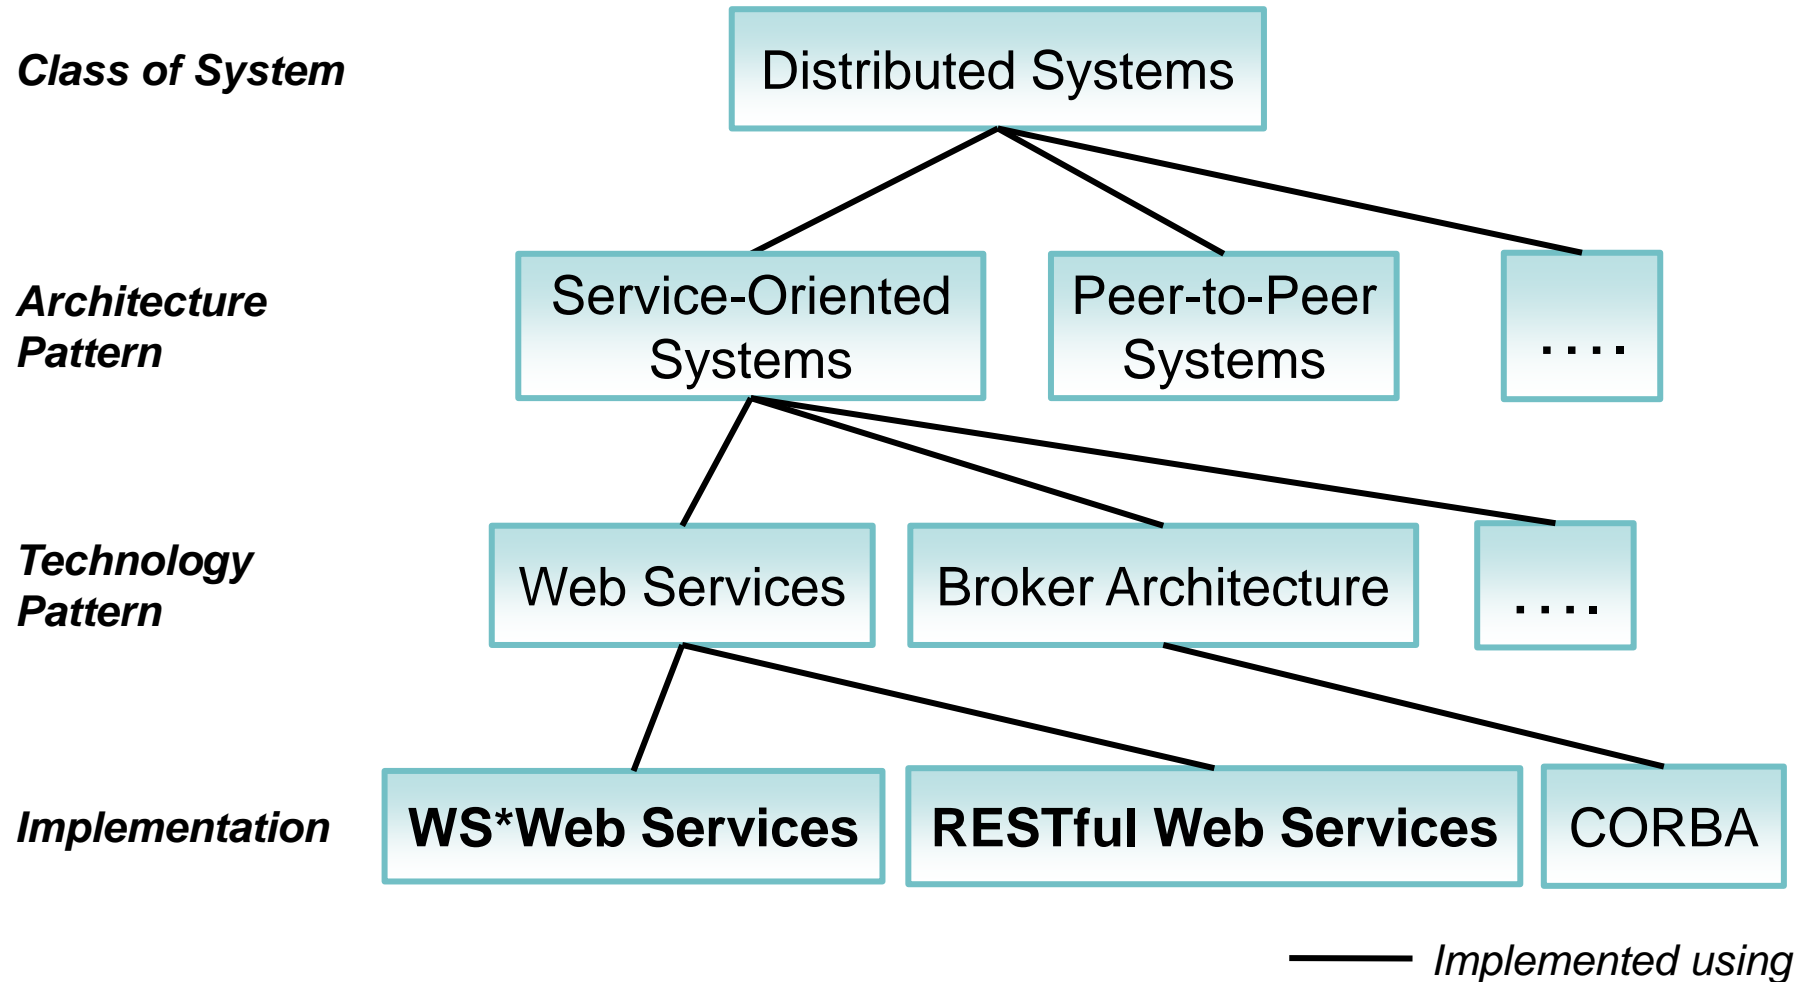 Class of System
Distributed Systems
Architecture
Pattern
Service-Oriented
Systems
Peer-to-Peer
Systems
....
Technology
Pattern
Web Services
Broker Architecture
....
Implementation
WS*Web Services
RESTful Web Services
CORBA
Implemented using